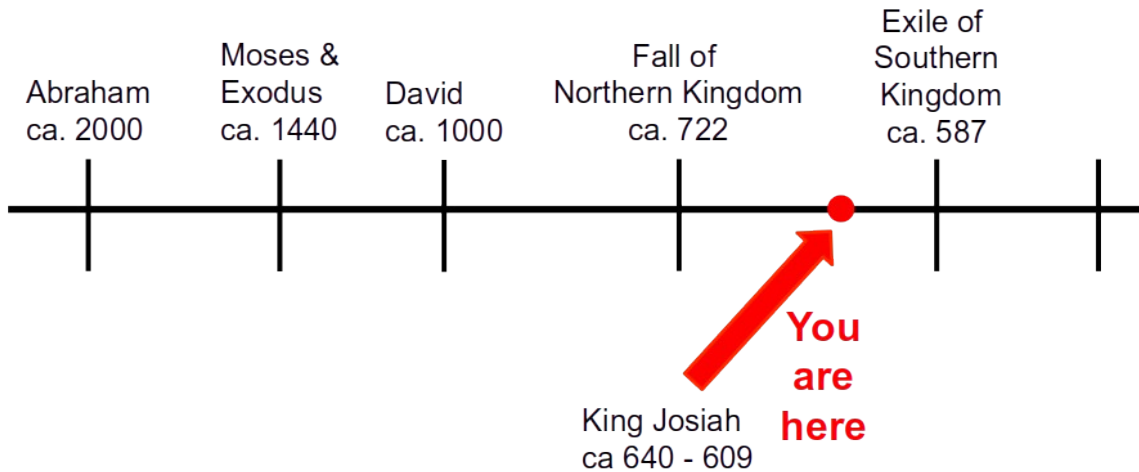 Abraham
ca. 2000
Moses &
Exodus
ca. 1440
David
ca. 1000
Fall of
Northern Kingdom
ca. 722
Exile of
Southern
Kingdom
ca. 587
You
are
here
King Josiah
ca 640 - 609